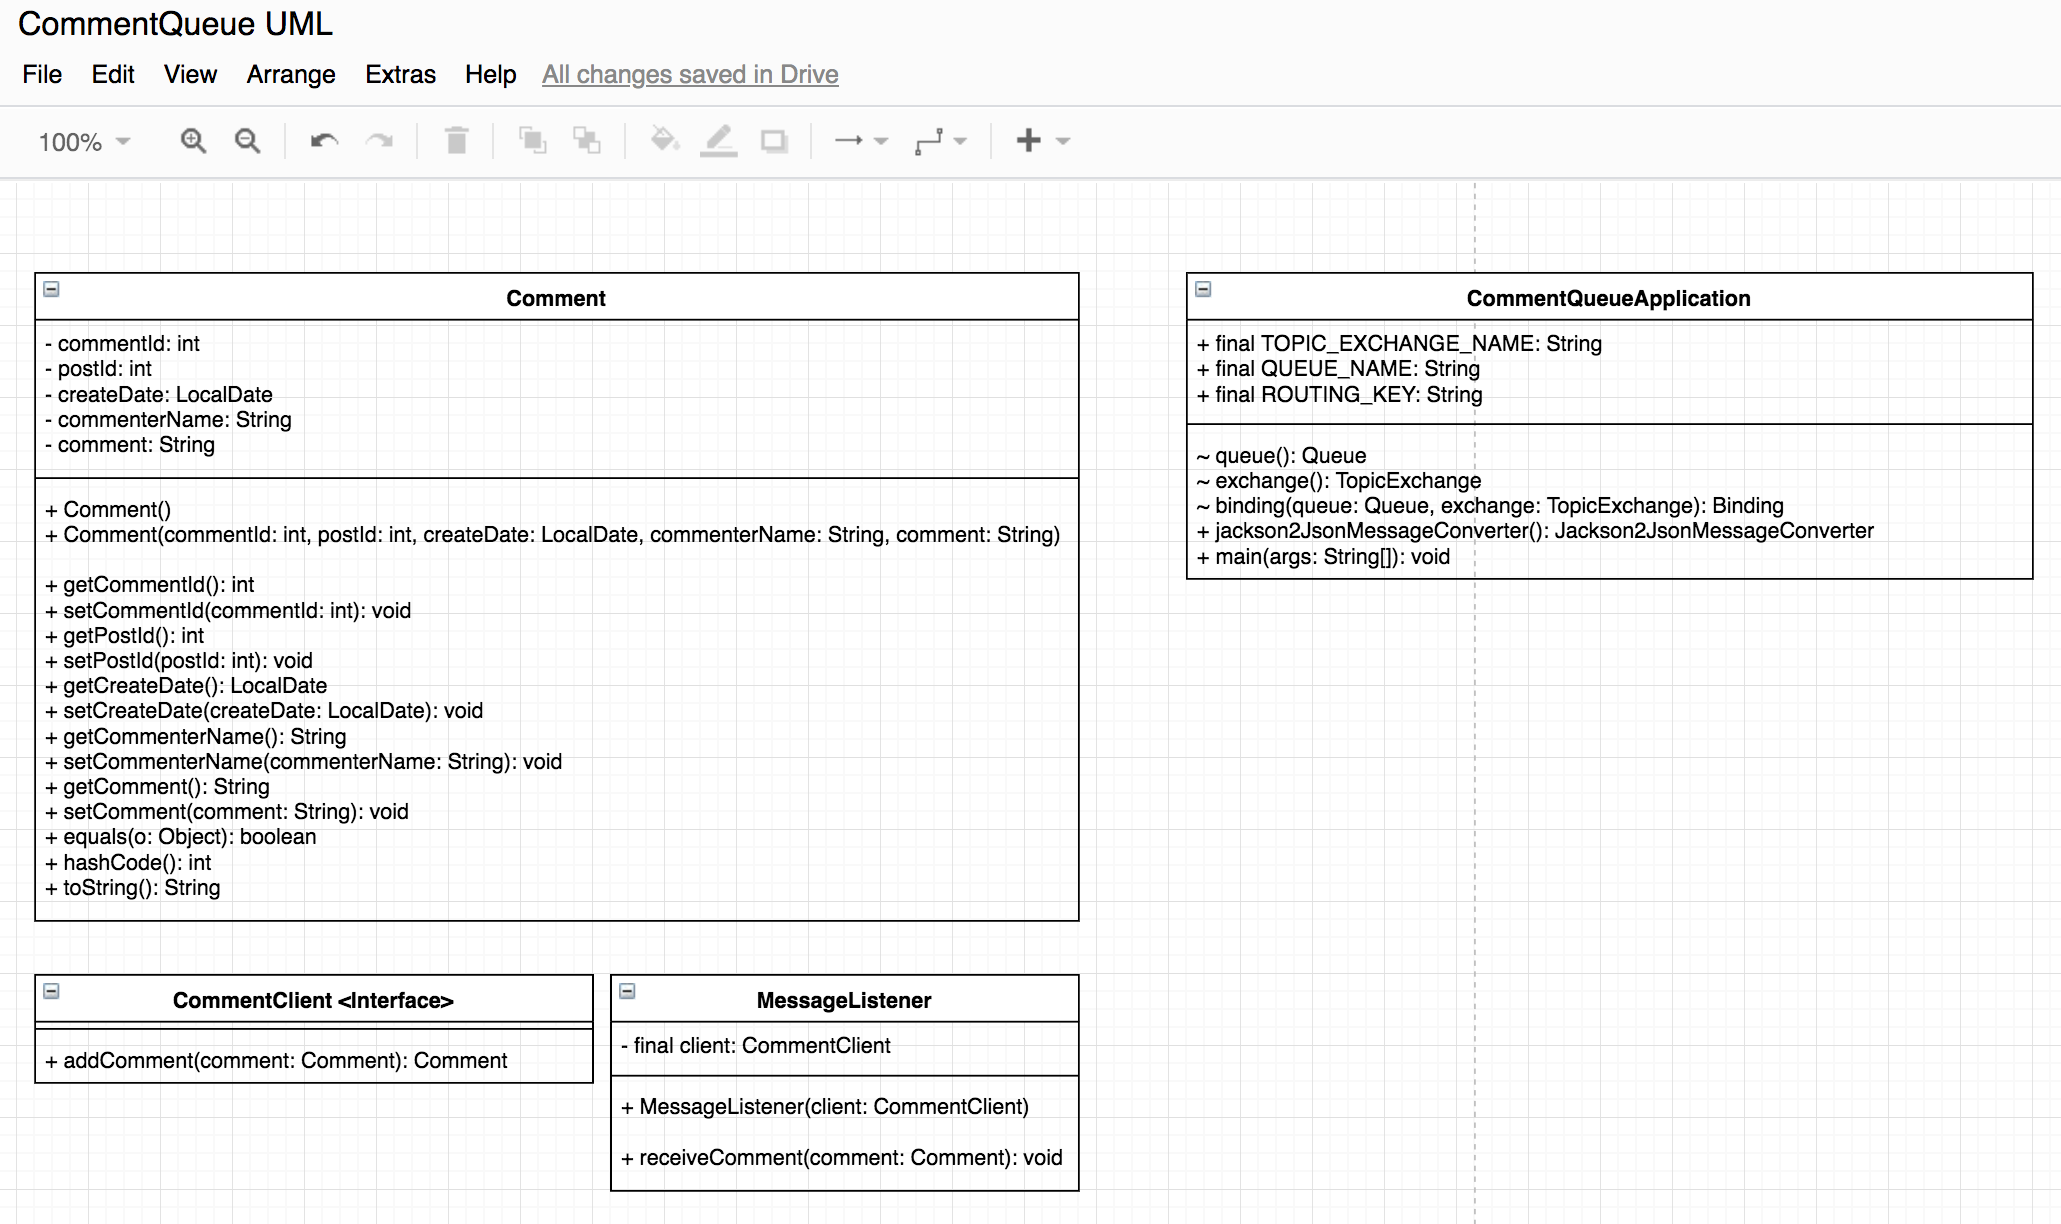 CommentQueue UML
File Edit View Arrange Extras Help All changes saved in Drive
100%
Comment
- commentId: int
- postId: int
- createDate: LocalDate
- commenterName: String
- comment: String
+ Comment()
+ Comment(commentId: int, postId: int, createDate: LocalDate, commenterName: String, comment: String)
+ getCommentId(): int
+ setCommentId(commentId: int): void
+ getPostId(): int
+ setPostId(postId: int): void
+ getCreateDate(): LocalDate
+ setCreateDate(createDate: LocalDate): void
+ getCommenterName(): String
+ setCommenterName(commenterName: String): void
+ getComment(): String
+ setComment(comment: String): void
+ equals(o: Object): boolean
+ hashCode(): int
+ toString(): String
CommentQueueApplication
+ final TOPIC_EXCHANGE_NAME: String
+ final QUEUE_NAME: String
+ final ROUTING_KEY: String
~ queue(): Queue
~ exchange(): TopicExchange
~ binding(queue: Queue, exchange: TopicExchange): Binding
+ jackson2JsonMessageConverter(): Jackson2JsonMessageConverter
+ main(args: String[]): void
CommentClient <Interface>
+ addComment(comment: Comment): Comment
MessageListener
- final client: CommentClient
+ MessageListener(client: CommentClient)
+ receiveComment(comment: Comment): void